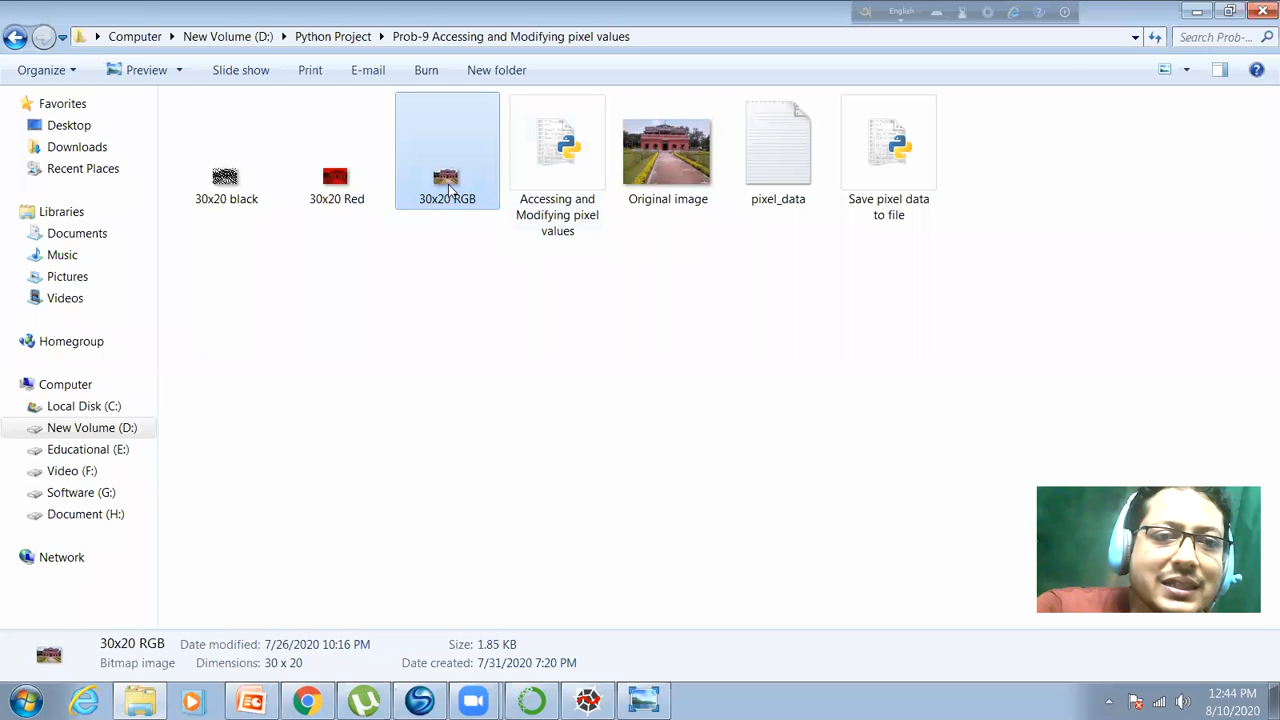 English
Computer New Volume (D:) Python Project Prob-9 Accessing and Modifying pixel values Search Prob-...
Organize Preview Slide show Print E-mail Burn New folder
Favorites
Desktop
Downloads
Recent Places
Libraries
Documents
Music
Pictures
Videos
Homegroup
Computer
Local Disk (C:)
New Volume (D:)
Educational (E:)
Video (F:)
Software (G:)
Document (H:)
Network
30x20 black
30x20 Red
30x20 RGB
Accessing and
Modifying pixel
values
Original image
pixel_data
Save pixel data
to file
30x20 RGB Date modified: 7/26/2020 10:16 PM Size: 1.85 KB
Bitmap image Dimensions: 30 x 20 Date created: 7/31/2020 7:20 PM
12:44 PM
8/10/2020